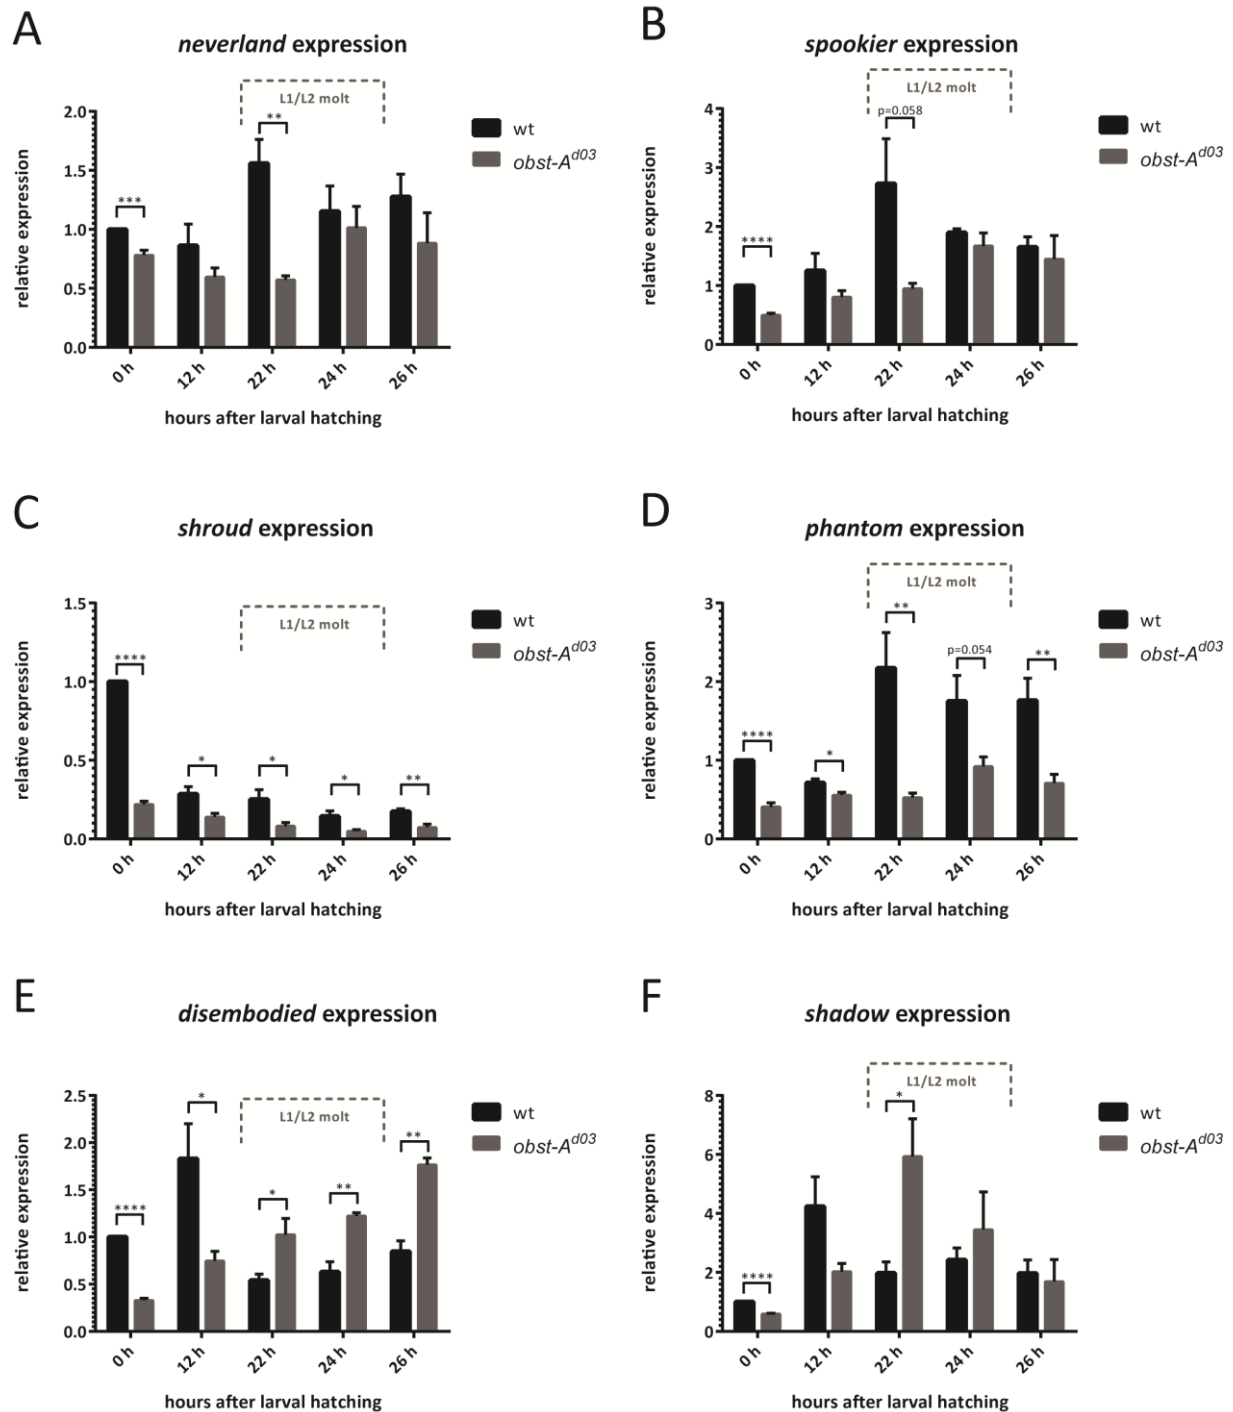 A
neverland expression
L1/L2 molt
**
***
wt
obst-A^d03
relative expression
2.0
1.5
1.0
0.5
0.0
0 h
12 h
22 h
24 h
26 h
hours after larval hatching
B
spookier expression
L1/L2 molt
p=0.058
****
wt
obst-A^d03
relative expression
4
3
2
1
0
0 h
12 h
22 h
24 h
26 h
hours after larval hatching
C
shroud expression
L1/L2 molt
****
*
*
*
**
wt
obst-A^d03
relative expression
1.5
1.0
0.5
0.0
0 h
12 h
22 h
24 h
26 h
hours after larval hatching
D
phantom expression
L1/L2 molt
**
p=0.054
**
****
*
wt
obst-A^d03
relative expression
3
2
1
0
0 h
12 h
22 h
24 h
26 h
hours after larval hatching
E
disembodied expression
L1/L2 molt
*
**
****
*
**
wt
obst-A^d03
relative expression
2.5
2.0
1.5
1.0
0.5
0.0
0 h
12 h
22 h
24 h
26 h
hours after larval hatching
F
shadow expression
L1/L2 molt
*
****
wt
obst-A^d03
relative expression
8
6
4
2
0
0 h
12 h
22 h
24 h
26 h
hours after larval hatching